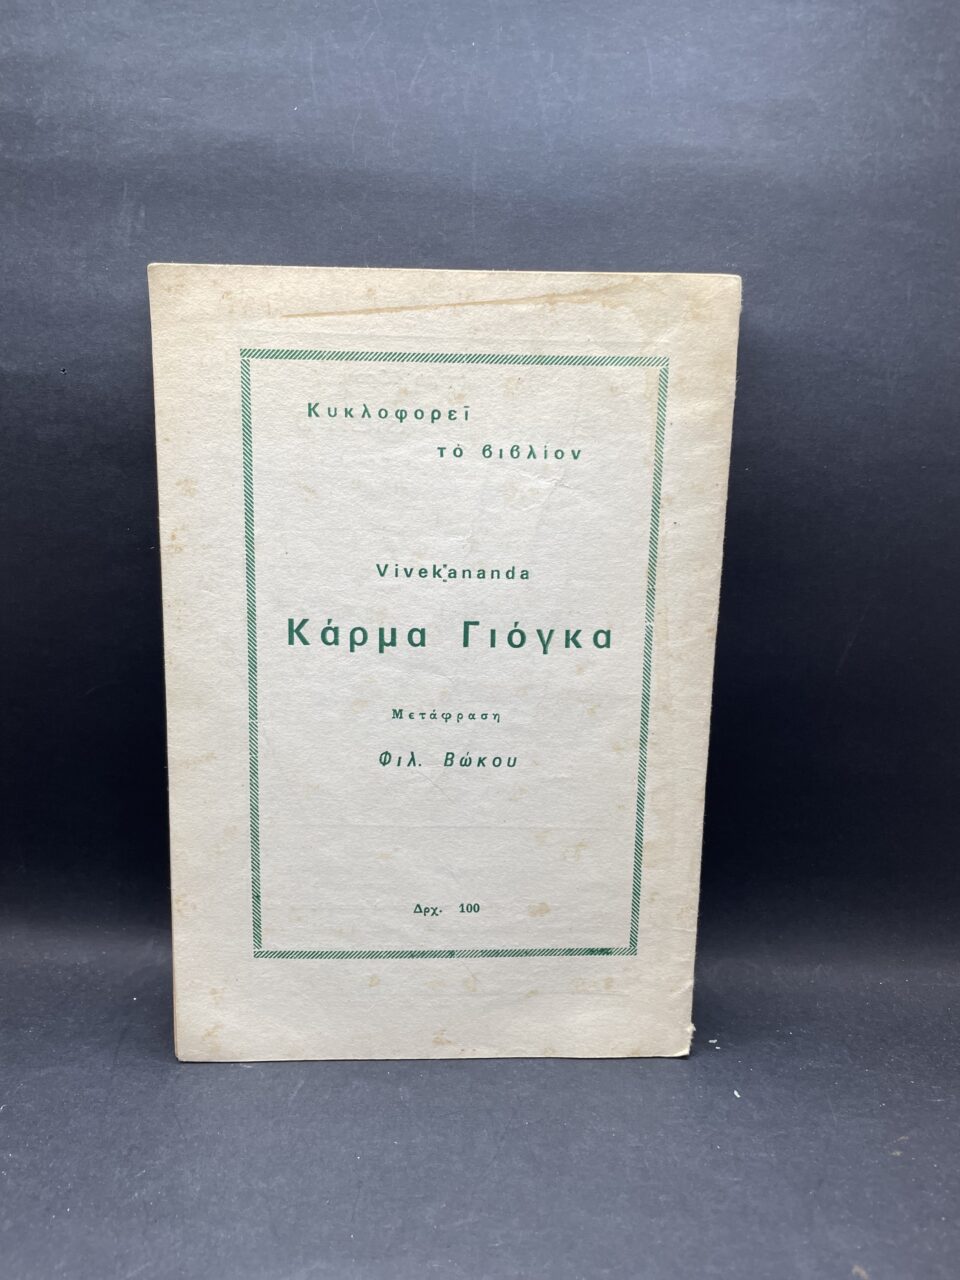 Κυκλοφορεῖ
τὸ βιβλίον
Vivekananda
Κάρμα Γιόγκα
Μετάφραση
Φιλ. Βώκου
Δρχ. 100